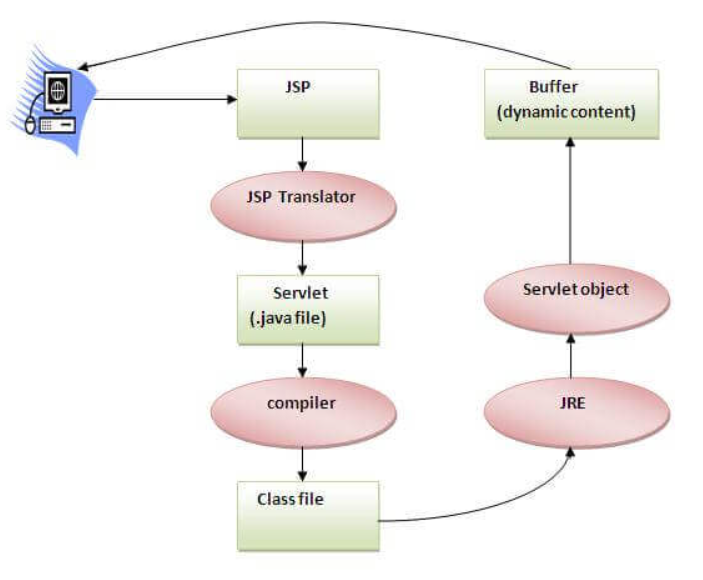 JSP
JSP Translator
Servlet
(.java file)
compiler
Class file
JRE
Servlet object
Buffer
(dynamic content)